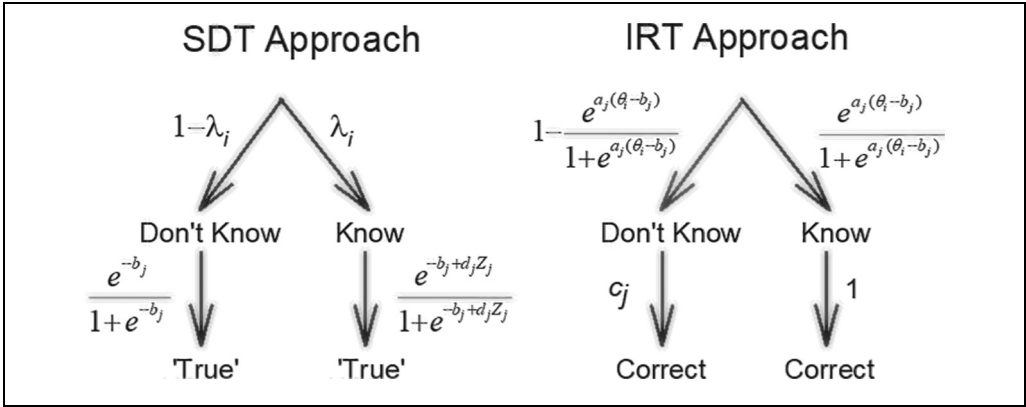 SDT Approach
1−λᵢ
λᵢ
Don't Know
Know
e^{−b_j} / 1+e^{−b_j}
e^{−b_j+d_jZ_j} / 1+e^{−b_j+d_jZ_j}
'True'
'True'
IRT Approach
1− e^{a_j(θ_i−b_j)} / 1+e^{a_j(θ_i−b_j)}
e^{a_j(θ_i−b_j)} / 1+e^{a_j(θ_i−b_j)}
Don't Know
Know
c_j
1
Correct
Correct